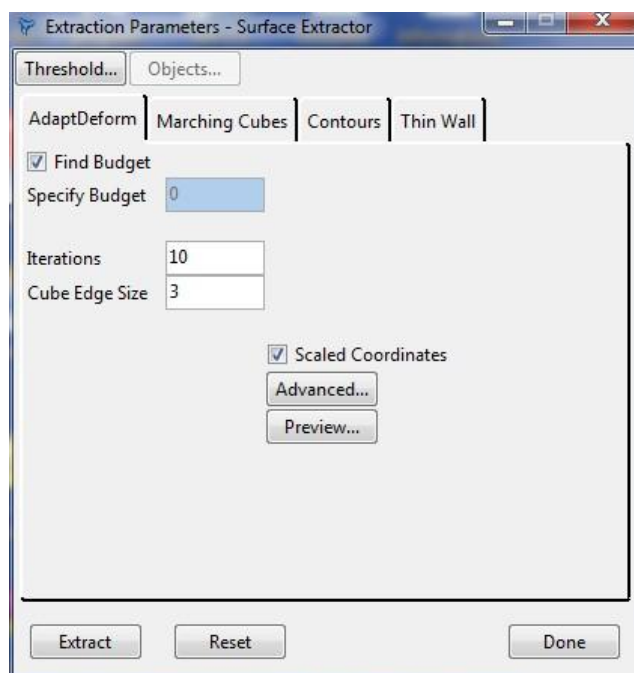 Extraction Parameters - Surface Extractor
Threshold... Objects...
AdaptDeform Marching Cubes Contours Thin Wall
Find Budget
Specify Budget 0
Iterations 10
Cube Edge Size 3
Scaled Coordinates
Advanced...
Preview...
Extract Reset Done